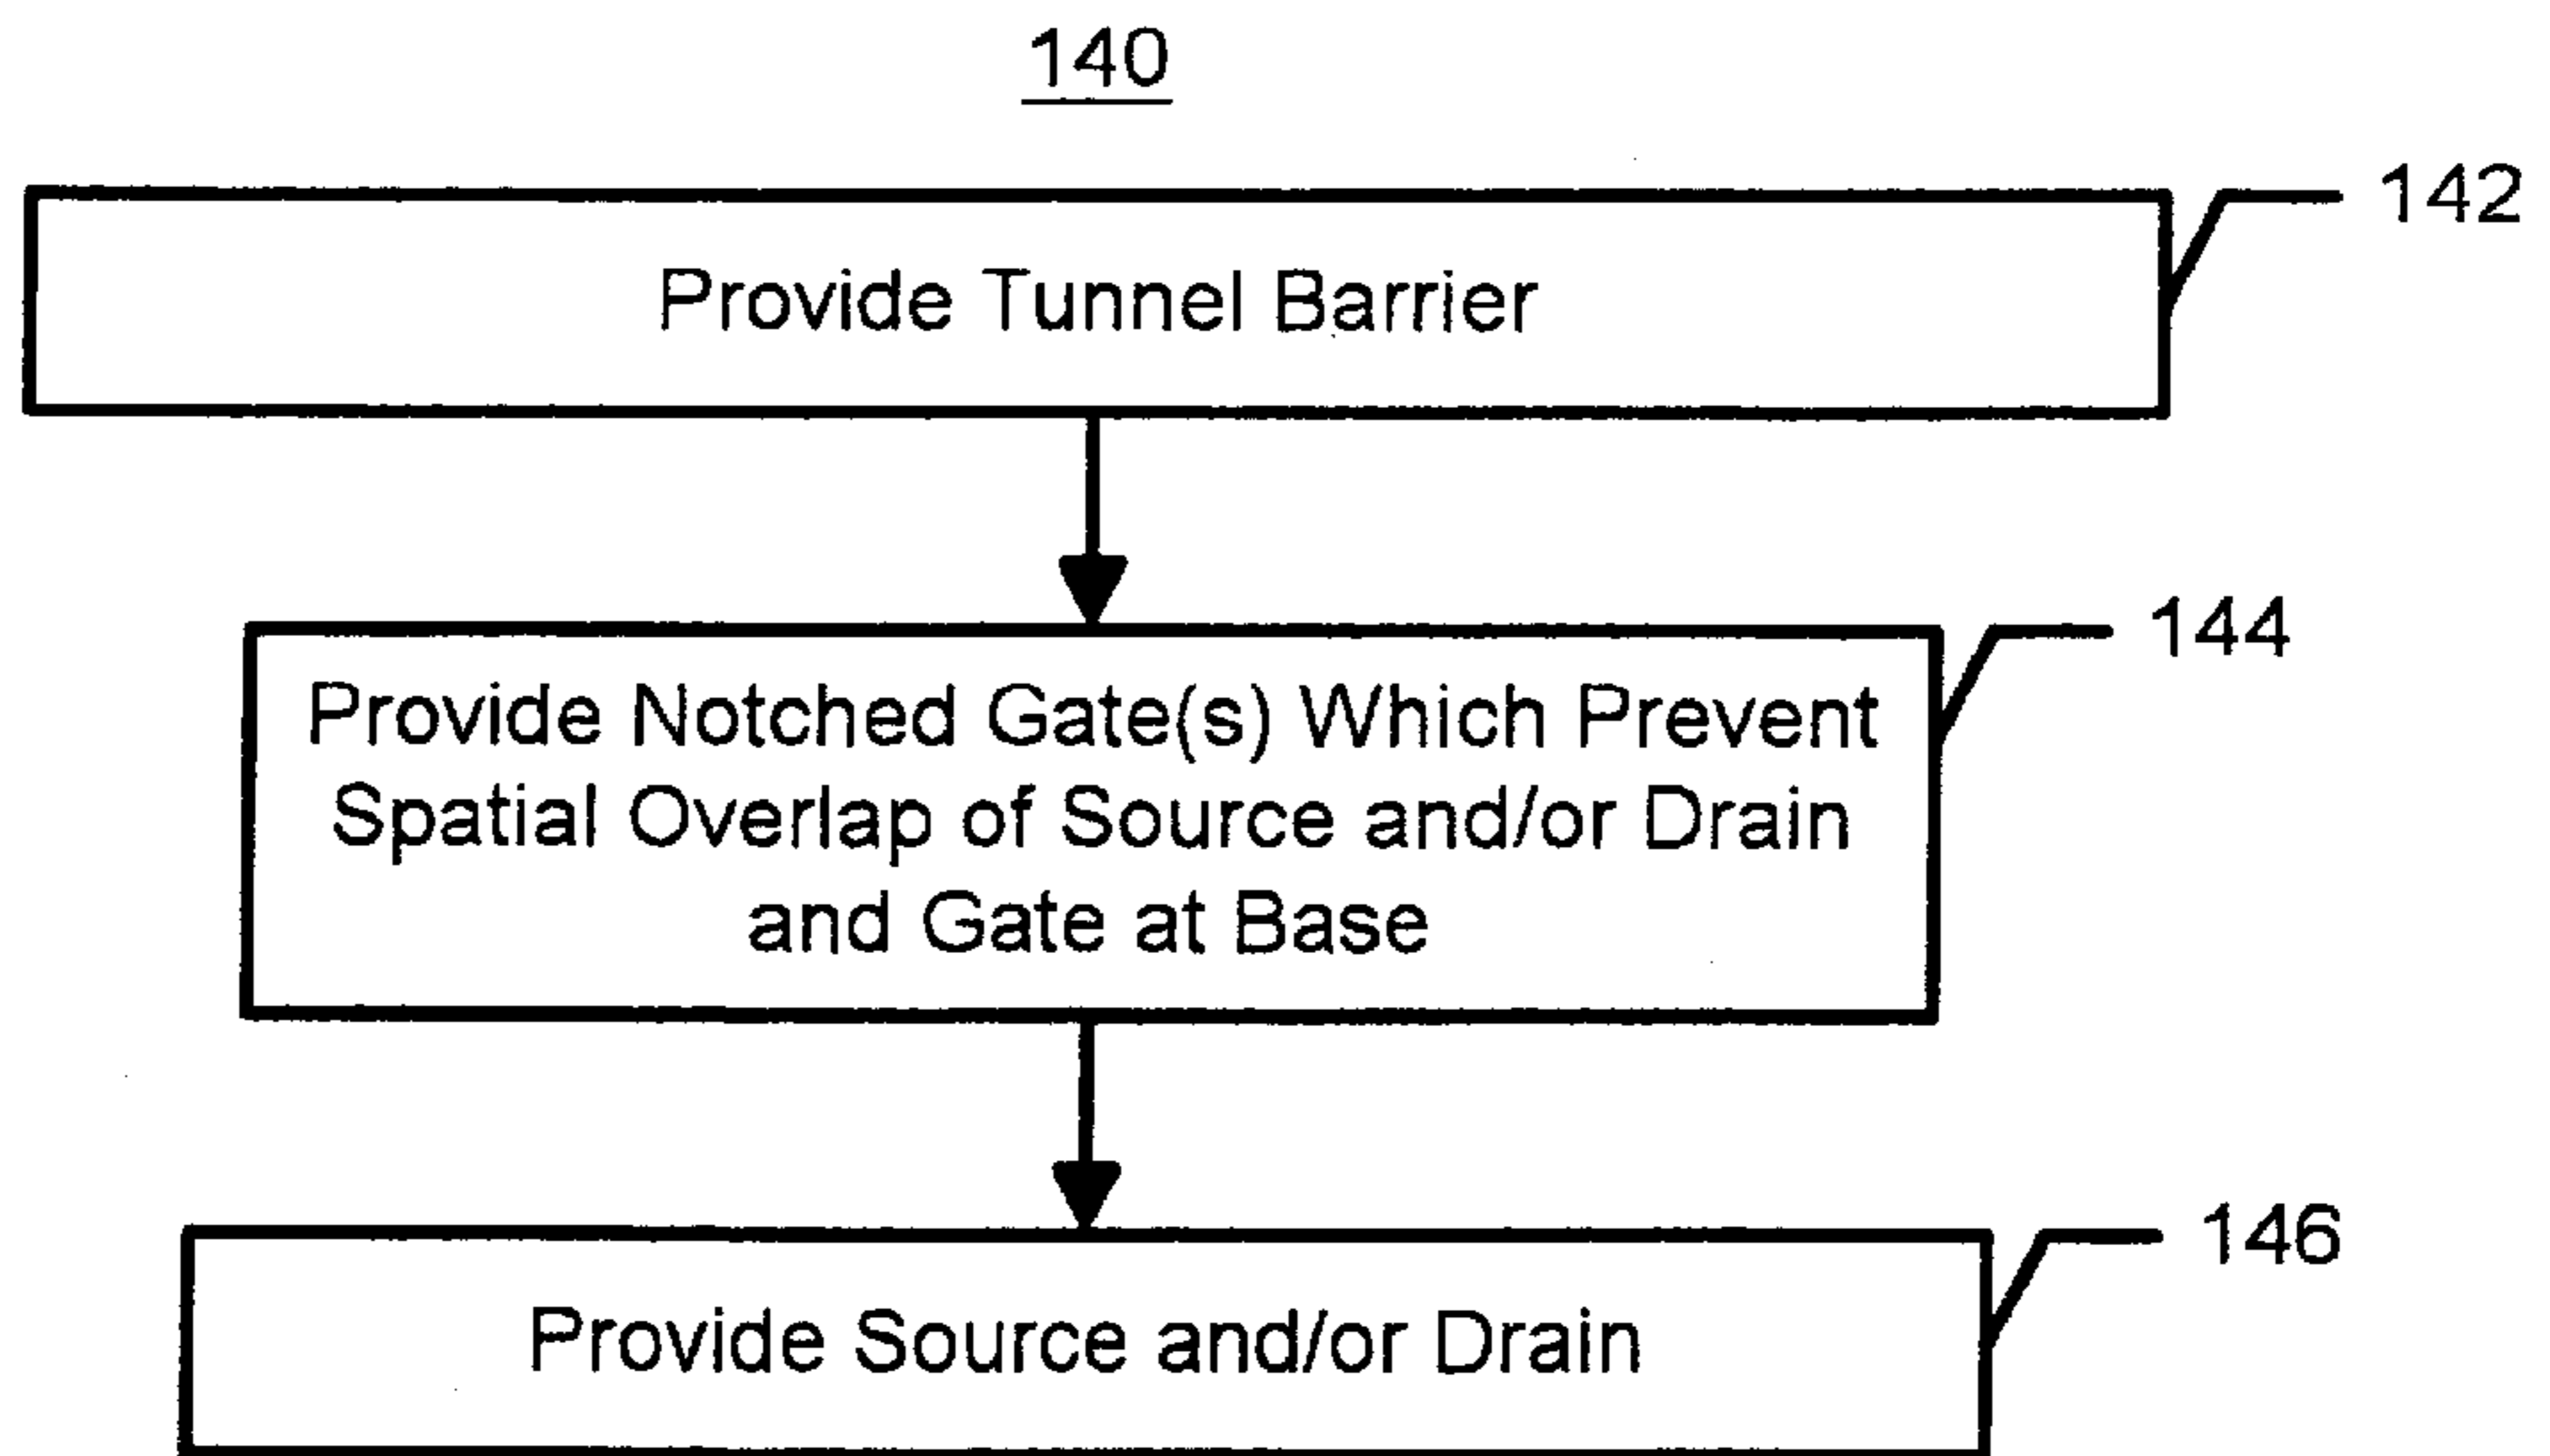 140
142
Provide Tunnel Barrier
144
Provide Notched Gate(s) Which Prevent
Spatial Overlap of Source and/or Drain
and Gate at Base
146
Provide Source and/or Drain